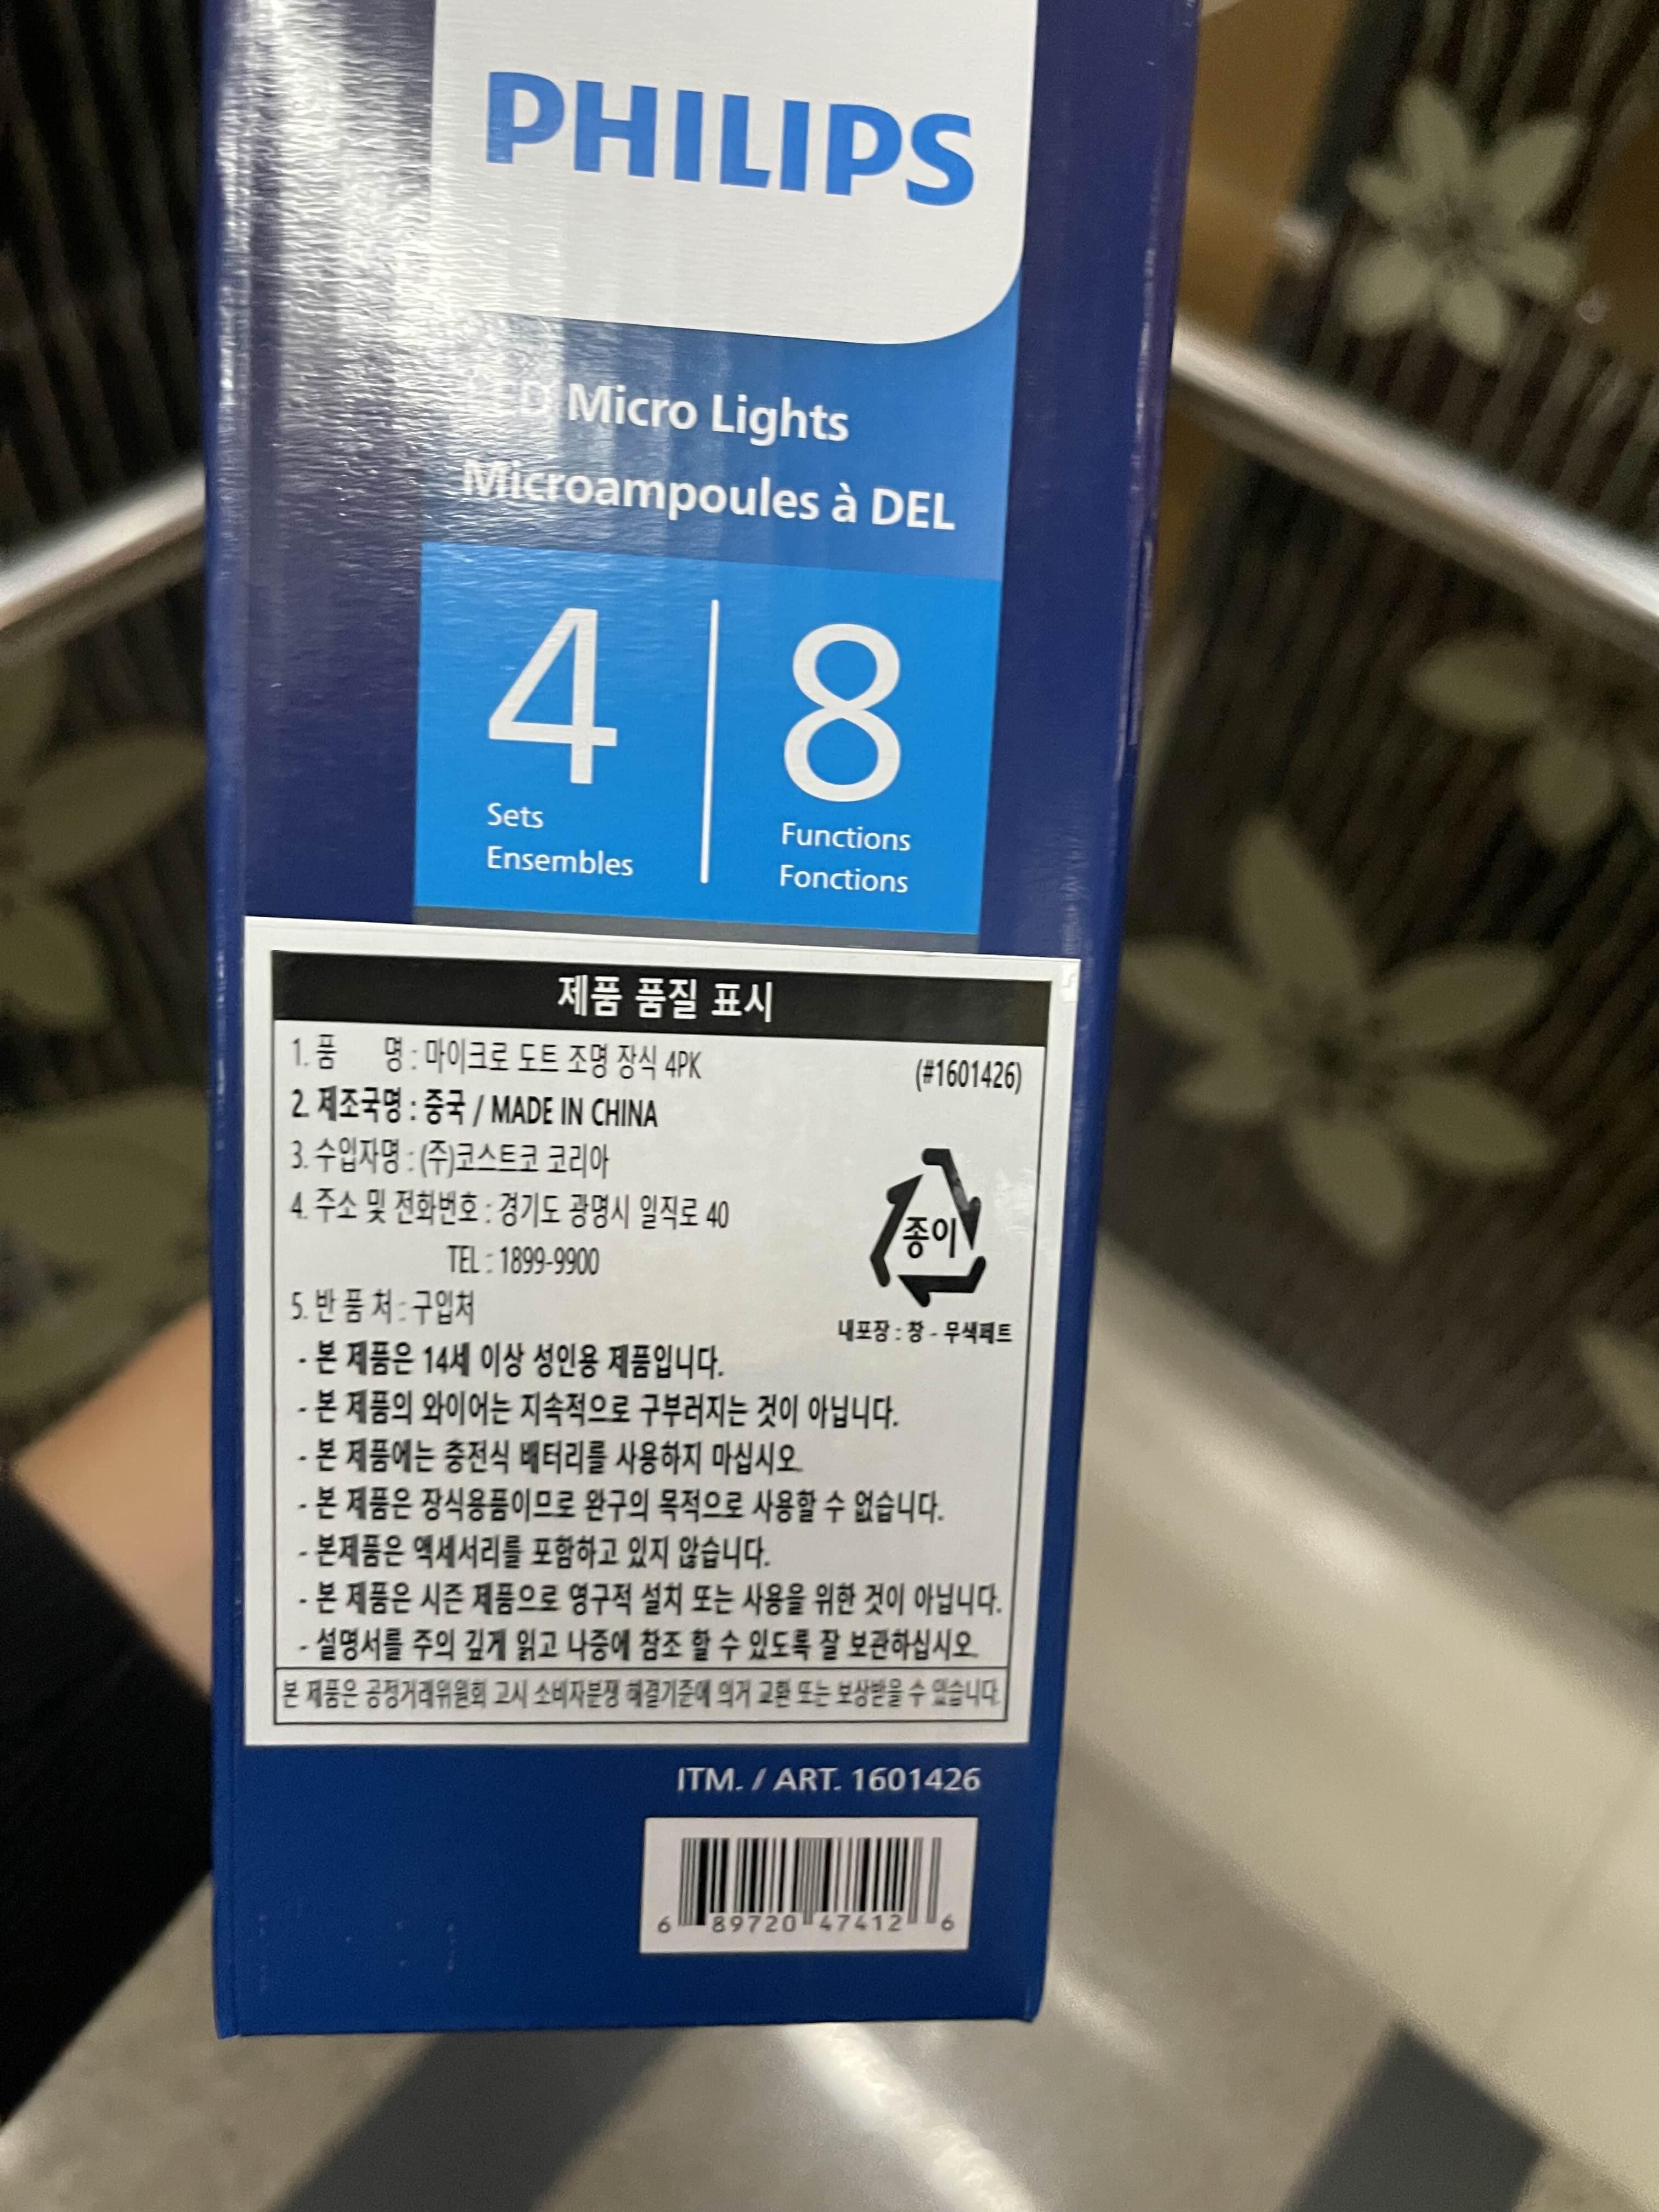 PHILIPS
LED Micro Lights
Microampoules à DEL
4
Sets
Ensembles
8
Functions
Fonctions
제품 품질 표시
1. 품 명 : 마이크로 도트 조명 장식 4PK (#1601426)
2. 제조국명 : 중국 / MADE IN CHINA
3. 수입자명 : (주)코스트코 코리아
4. 주소 및 전화번호 : 경기도 광명시 일직로 40
TEL : 1899-9900
5. 반 품 처 : 구입처
종이
내포장 : 창 - 무색페트
- 본 제품은 14세 이상 성인용 제품입니다.
- 본 제품의 와이어는 지속적으로 구부러지는 것이 아닙니다.
- 본 제품에는 충전식 배터리를 사용하지 마십시오.
- 본 제품은 장식용품이므로 완구의 목적으로 사용할 수 없습니다.
- 본제품은 액세서리를 포함하고 있지 않습니다.
- 본 제품은 시즌 제품으로 영구적 설치 또는 사용을 위한 것이 아닙니다.
- 설명서를 주의 깊게 읽고 나중에 참조 할 수 있도록 잘 보관하십시오.
본 제품은 공정거래위원회 고시 소비자분쟁 해결기준에 의거 교환 또는 보상받을 수 있습니다.
ITM. / ART. 1601426
6 89720 47412 6